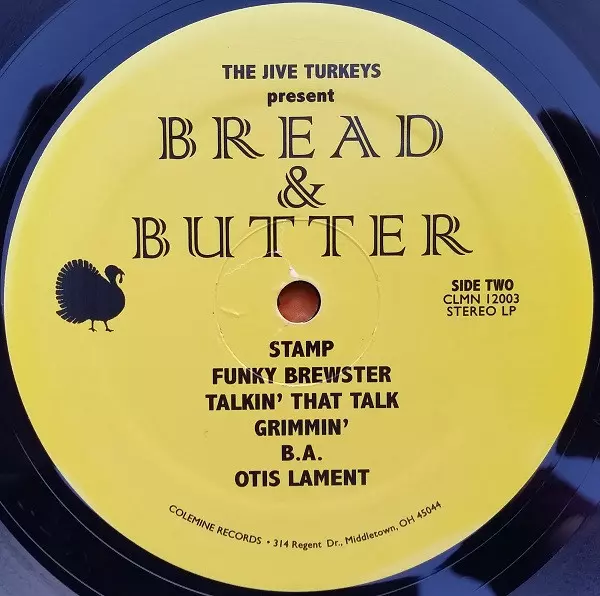 THE JIVE TURKEYS
present
BREAD
&
BUTTER
SIDE TWO
CLMN 12003
STEREO LP
STAMP
FUNKY BREWSTER
TALKIN' THAT TALK
GRIMMIN'
B.A.
OTIS LAMENT
COLEMINE RECORDS • 314 Regent Dr., Middletown, OH 45044